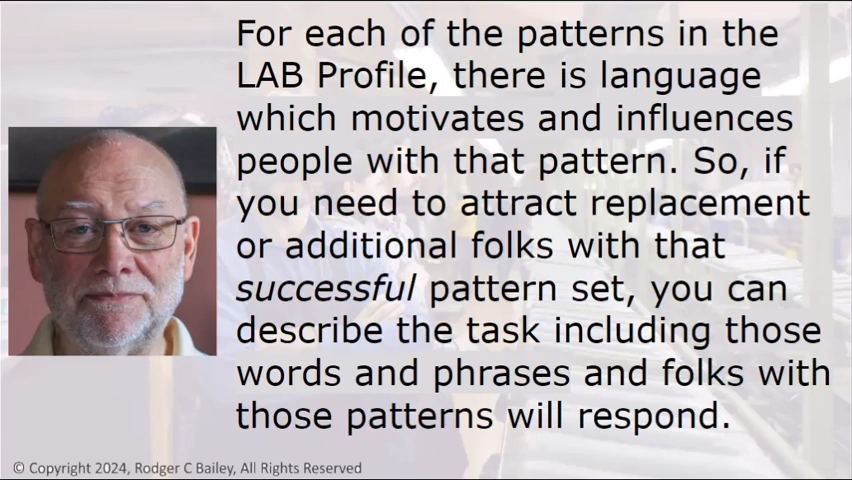 For each of the patterns in the
LAB Profile, there is language
which motivates and influences
people with that pattern. So, if
you need to attract replacement
or additional folks with that
successful pattern set, you can
describe the task including those
words and phrases and folks with
those patterns will respond.
© Copyright 2024, Rodger C Bailey, All Rights Reserved